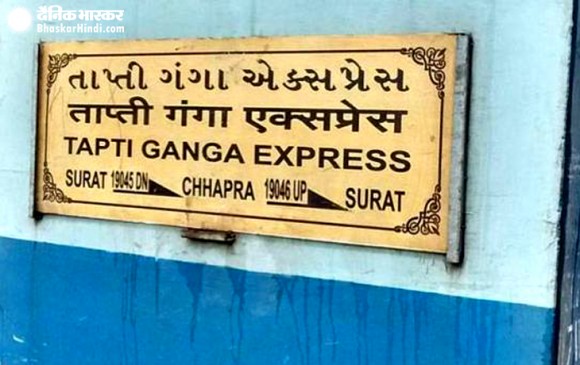 दैनिक भास्कर
BhaskarHindi.com
તાપ્તી ગંગા એક્સપ્રેસ
ताप्ती गंगा एक्सप्रेस
TAPTI GANGA EXPRESS
SURAT 19045 DN CHHAPRA 19046 UP SURAT